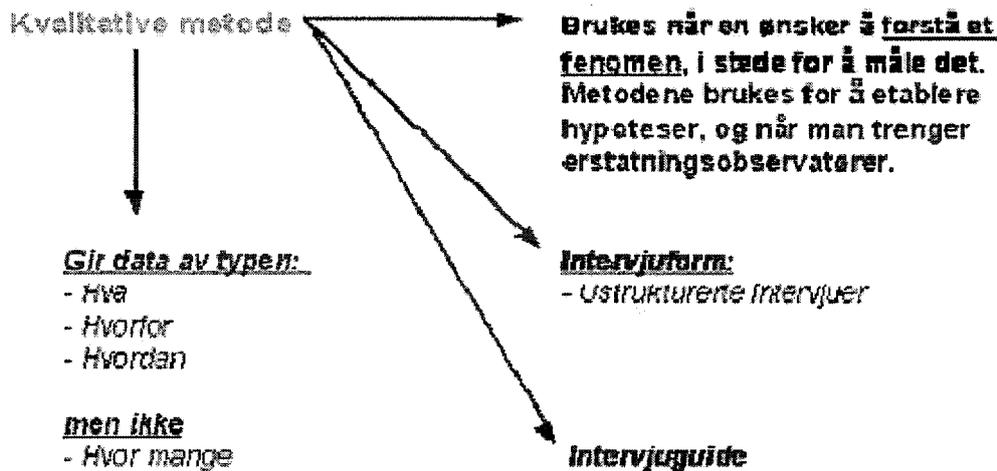 Kvalitative metode
Brukes når en ønsker å forstå et
fenomen, i stede for å måle det.
Metodene brukes for å etablere
hypoteser, og når man trenger
erstatningsobservatører.
Gir data av typen:
- Hva
- Hvorfor
- Hvordan
men ikke
- Hvor mange
Intervjuform:
- Ustrukturerte intervjuer
Intervjuguide